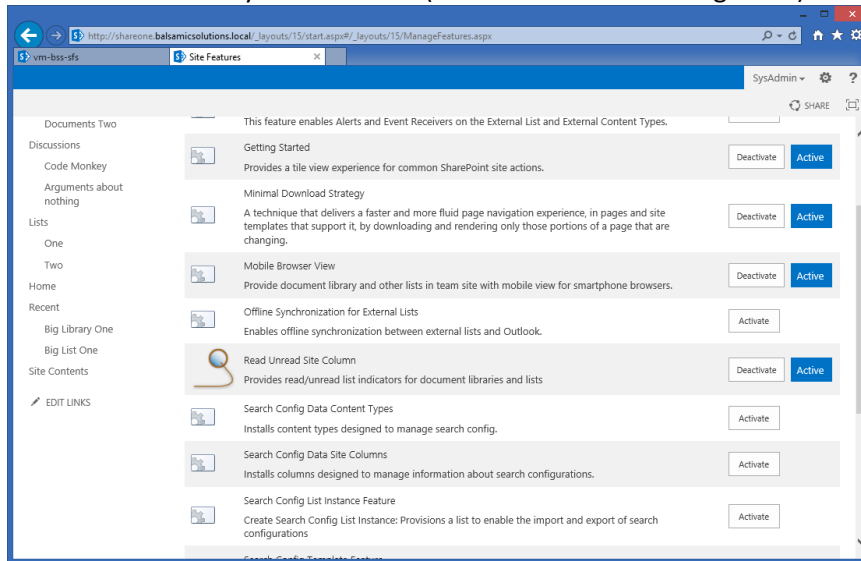 http://shareone.balsamicsolutions.local/_layouts/15/start.aspx#/_layouts/15/ManageFeatures.aspx
vm-bss-sfs
Site Features
SysAdmin
?
SHARE
This feature enables Alerts and Event Receivers on the External List and External Content Types.
Documents Two
Discussions
Code Monkey
Arguments about
nothing
Lists
One
Two
Home
Recent
Big Library One
Big List One
Site Contents
EDIT LINKS
Getting Started
Provides a tile view experience for common SharePoint site actions.
Deactivate Active
Minimal Download Strategy
A technique that delivers a faster and more fluid page navigation experience, in pages and site
templates that support it, by downloading and rendering only those portions of a page that are
changing.
Deactivate Active
Mobile Browser View
Provide document library and other lists in team site with mobile view for smartphone browsers.
Deactivate Active
Offline Synchronization for External Lists
Enables offline synchronization between external lists and Outlook.
Activate
Read Unread Site Column
Provides read/unread list indicators for document libraries and lists
Deactivate Active
Search Config Data Content Types
Installs content types designed to manage search config.
Activate
Search Config Data Site Columns
Installs columns designed to manage information about search configurations.
Activate
Search Config List Instance Feature
Create Search Config List Instance: Provisions a list to enable the import and export of search
configurations
Activate
Search Config Template Feature